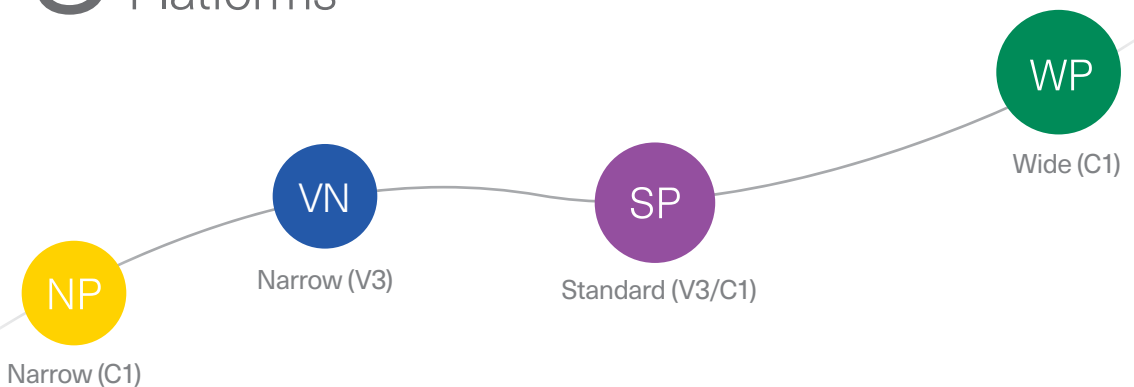 Platforms
WP
Wide (C1)
VN
Narrow (V3)
SP
Standard (V3/C1)
NP
Narrow (C1)